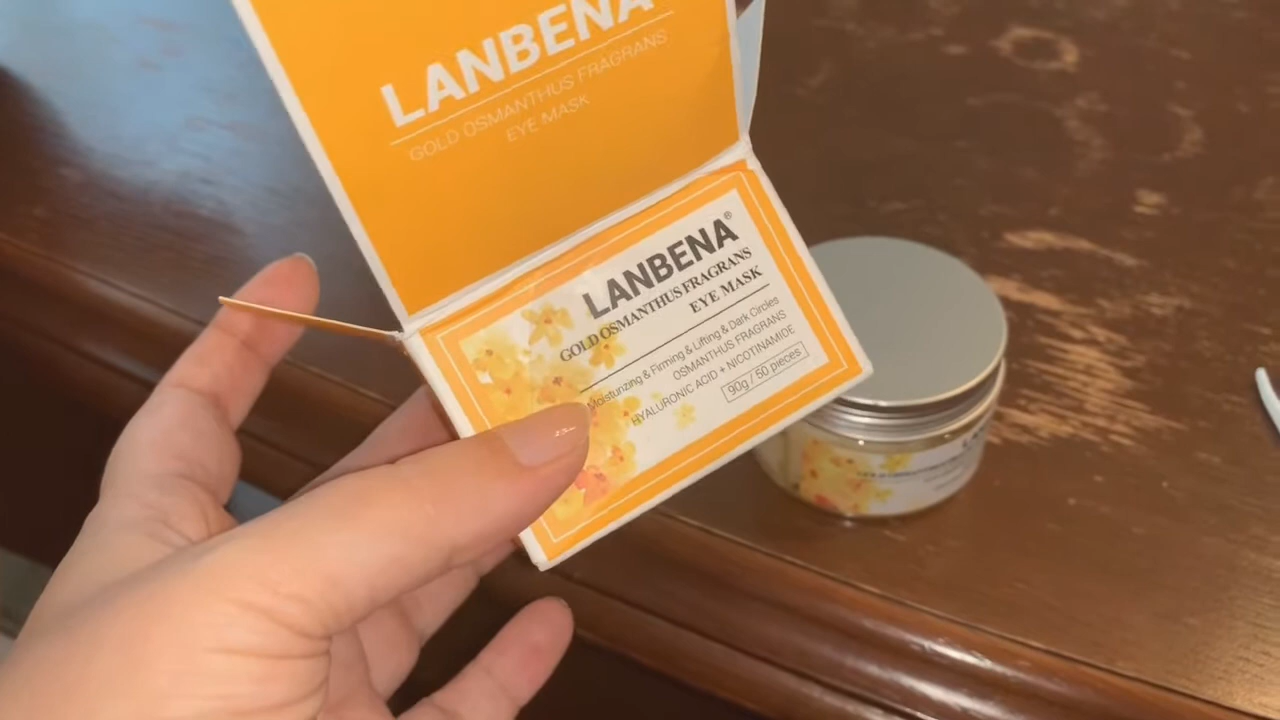 LANBENA
GOLD OSMANTHUS FRAGRANS
EYE MASK
LANBENA®
GOLD OSMANTHUS FRAGRANS
EYE MASK
Moisturizing & Firming & Lifting & Dark Circles
OSMANTHUS FRAGRANS
HYALURONIC ACID + NICOTINAMIDE
90g / 50 pieces